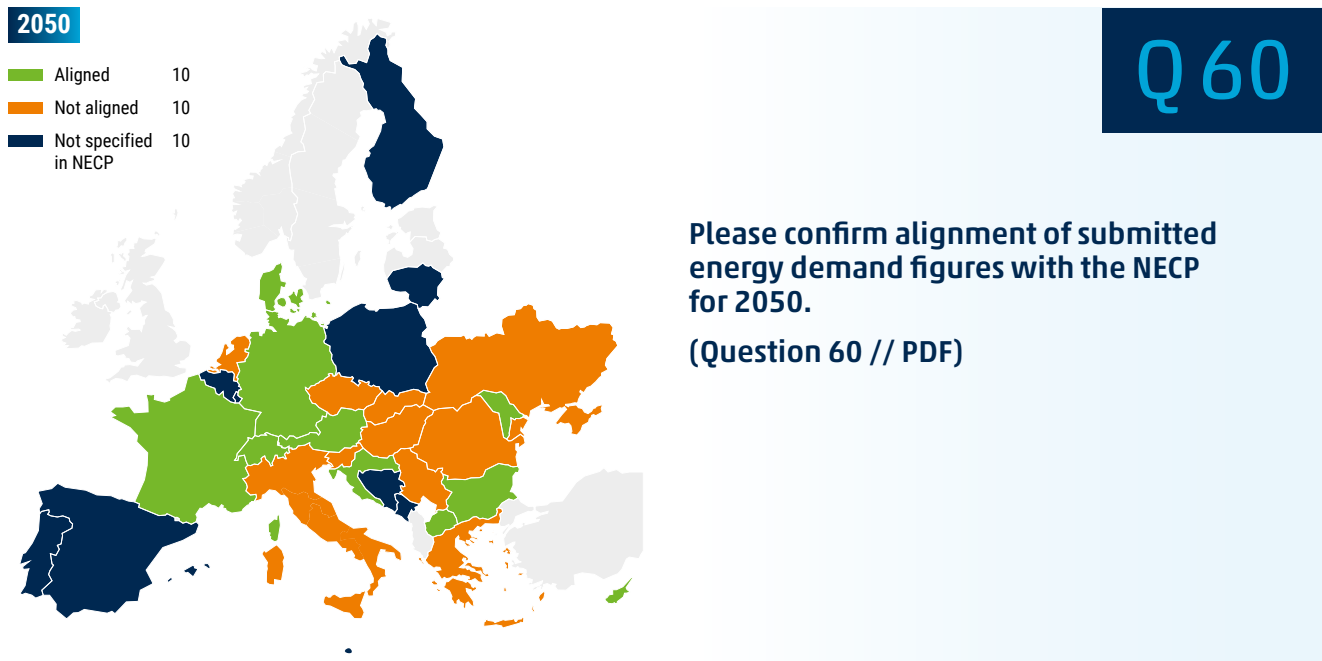 2050
Aligned 10
Not aligned 10
Not specified 10
in NECP
Q 60
Please confirm alignment of submitted
energy demand figures with the NECP
for 2050.
(Question 60 // PDF)